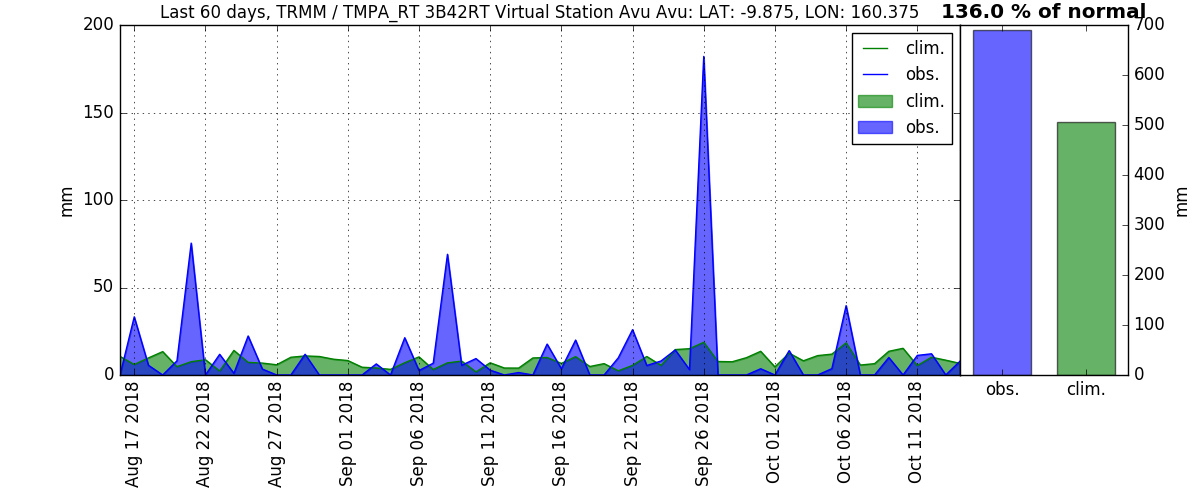 Last 60 days, TRMM / TMPA_RT 3B42RT Virtual Station Avu Avu: LAT: -9.875, LON: 160.375
136.0 % of normal
200
150
100
50
0
mm
clim.
obs.
clim.
obs.
700
600
500
400
300
200
100
0
mm
obs.
clim.
Aug 17 2018
Aug 22 2018
Aug 27 2018
Sep 01 2018
Sep 06 2018
Sep 11 2018
Sep 16 2018
Sep 21 2018
Sep 26 2018
Oct 01 2018
Oct 06 2018
Oct 11 2018